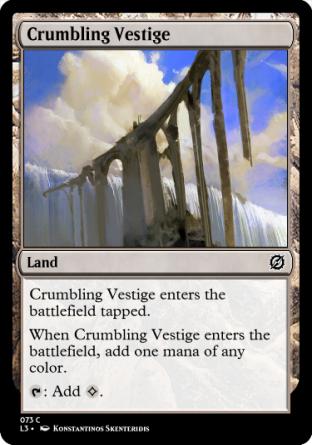 Crumbling Vestige
Land
Crumbling Vestige enters the
battlefield tapped.
When Crumbling Vestige enters the
battlefield, add one mana of any
color.
: Add .
073 C
L3 • Konstantinos Skenteridis